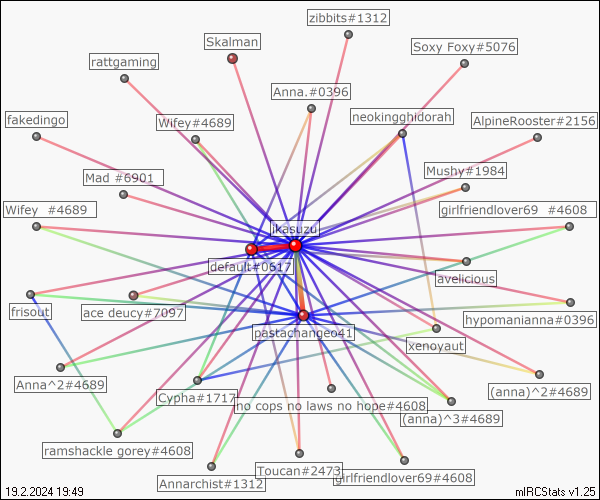 zibbits#1312
Skalman
Soxy Foxy#5076
rattgaming
Anna.#0396
neokingghidorah
fakedingo
Wifey#4689
AlpineRooster#2156
Mad #6901
Mushy#1984
Wifey #4689
girlfriendlover69 #4608
ikasuzu
default#0617
avelicious
frisout
ace deucy#7097
hypomanianna#0396
pastachangeo41
xenoyaut
Anna^2#4689
Cypha#1717
no cops no laws no hope#4608
(anna)^2#4689
(anna)^3#4689
ramshackle gorey#4608
Annarchist#1312
Toucan#2473
girlfriendlover69#4608
19.2.2024 19:49
mIRCStats v1.25